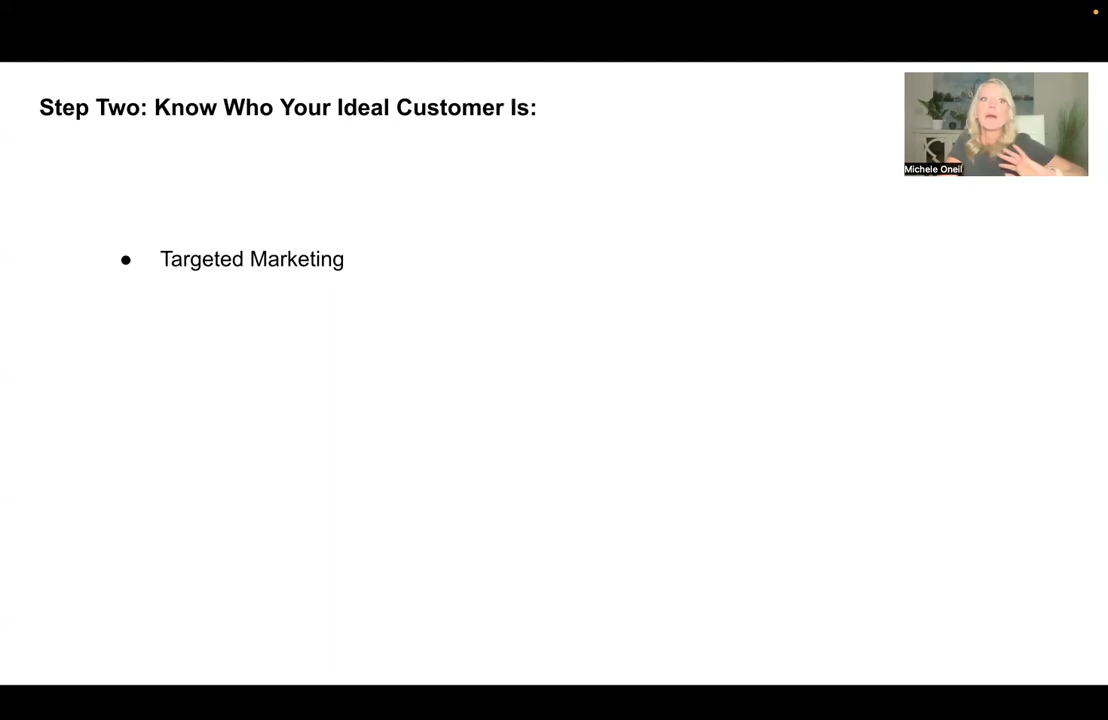 Step Two: Know Who Your Ideal Customer Is:
Michele Oneil
● Targeted Marketing